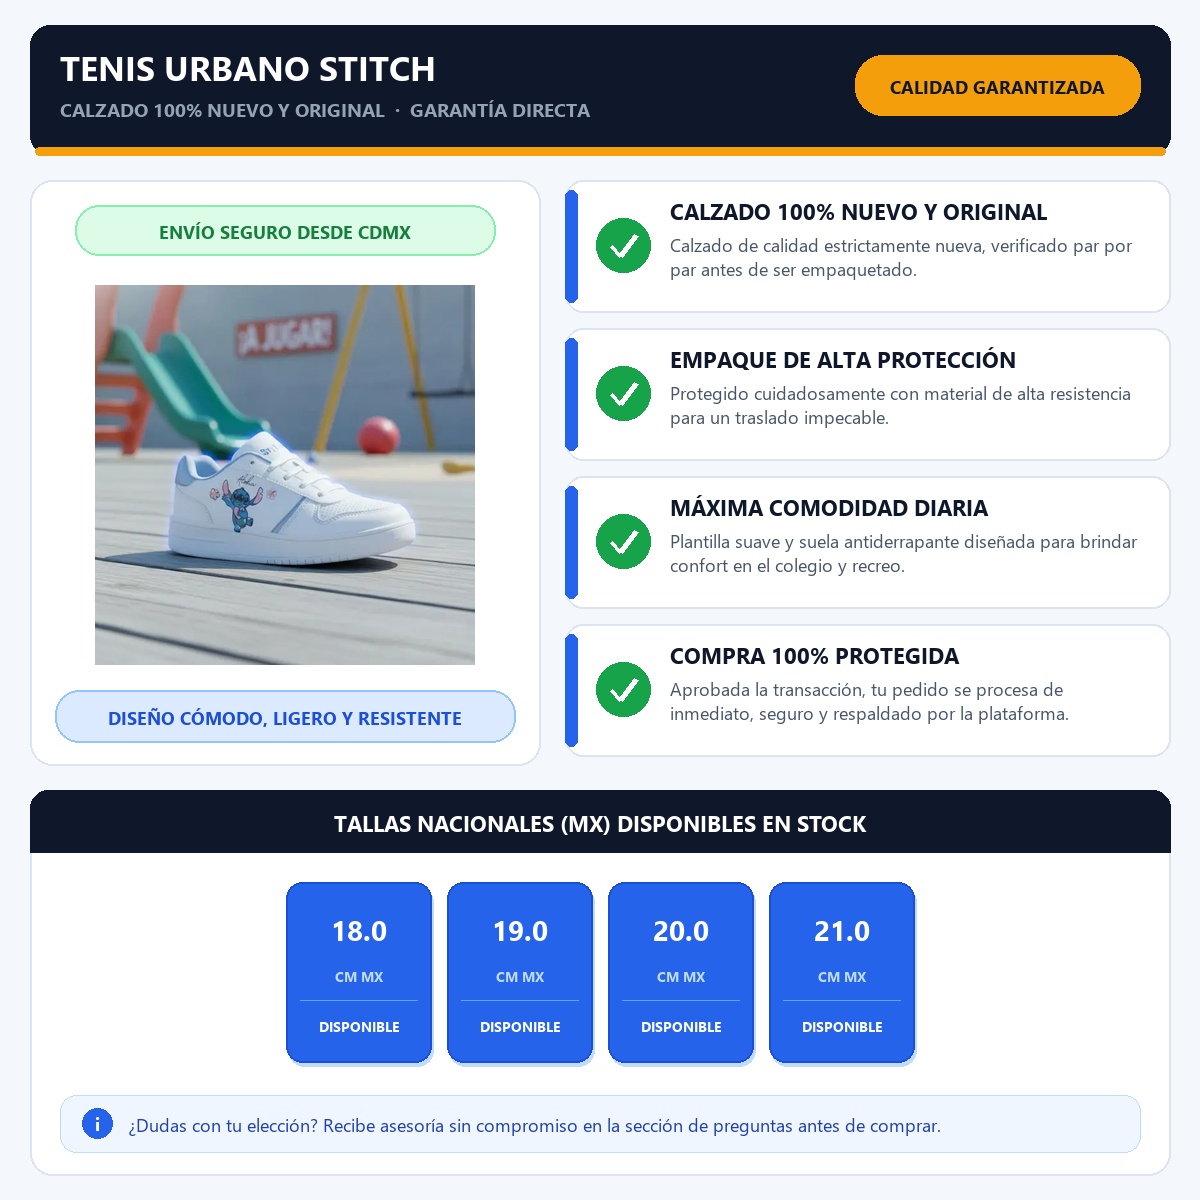 TENIS URBANO STITCH
CALZADO 100% NUEVO Y ORIGINAL · GARANTÍA DIRECTA
CALIDAD GARANTIZADA
ENVÍO SEGURO DESDE CDMX
¡A JUGAR!
DISEÑO CÓMODO, LIGERO Y RESISTENTE
CALZADO 100% NUEVO Y ORIGINAL
Calzado de calidad estrictamente nueva, verificado par por
par antes de ser empaquetado.
EMPAQUE DE ALTA PROTECCIÓN
Protegido cuidadosamente con material de alta resistencia
para un traslado impecable.
MÁXIMA COMODIDAD DIARIA
Plantilla suave y suela antiderrapante diseñada para brindar
confort en el colegio y recreo.
COMPRA 100% PROTEGIDA
Aprobada la transacción, tu pedido se procesa de
inmediato, seguro y respaldado por la plataforma.
TALLAS NACIONALES (MX) DISPONIBLES EN STOCK
18.0 19.0 20.0 21.0
CM MX CM MX CM MX CM MX
DISPONIBLE DISPONIBLE DISPONIBLE DISPONIBLE
¿Dudas con tu elección? Recibe asesoría sin compromiso en la sección de preguntas antes de comprar.